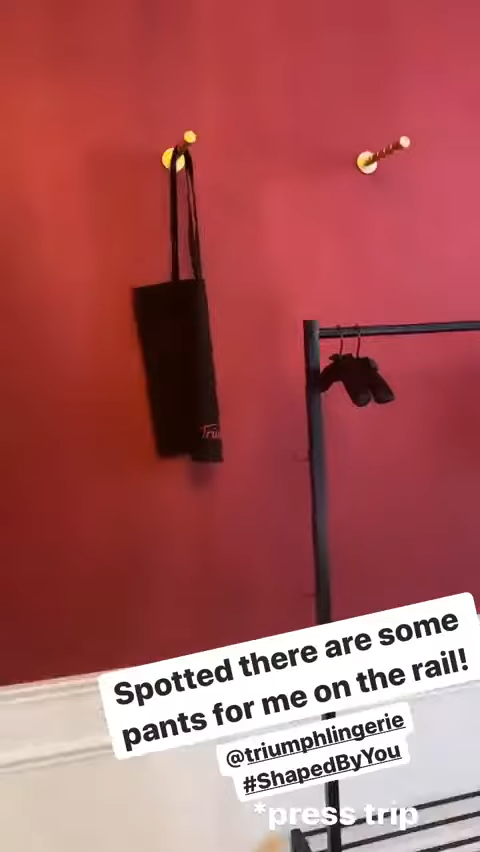 Spotted there are some
pants for me on the rail!
@triumphlingerie
#ShapedByYou
*press trip